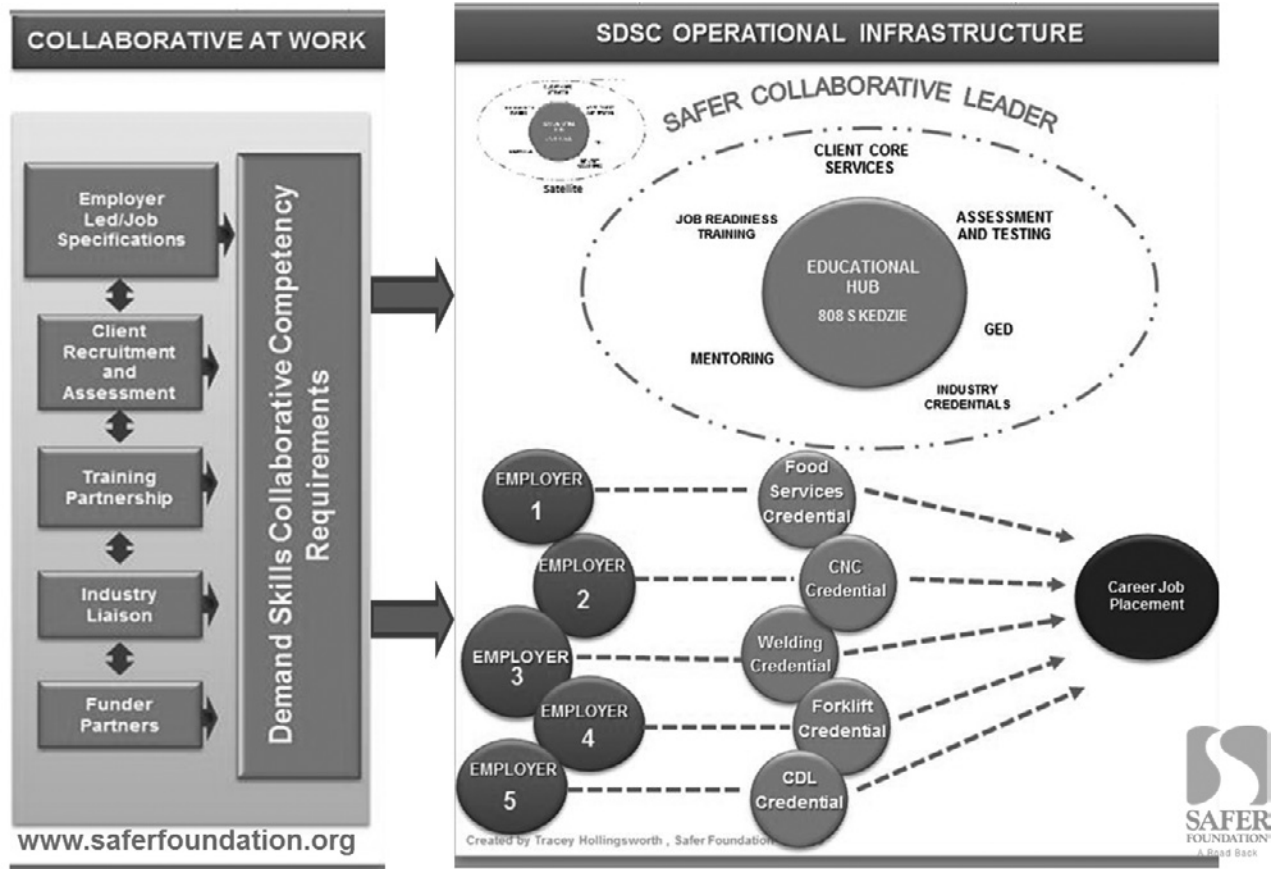 COLLABORATIVE AT WORK
Employer
Led/Job
Specifications
Client
Recruitment
and
Assessment
Training
Partnership
Industry
Liaison
Funder
Partners
Demand Skills Collaborative Competency
Requirements
www.saferfoundation.org
SDSC OPERATIONAL INFRASTRUCTURE
Satellite
SAFER COLLABORATIVE LEADER
CLIENT CORE
SERVICES
JOB READINESS
TRAINING
ASSESSMENT
AND TESTING
EDUCATIONAL
HUB
808 S KEDZIE
GED
MENTORING
INDUSTRY
CREDENTIALS
EMPLOYER
1
Food
Services
Credential
EMPLOYER
2
CNC
Credential
EMPLOYER
3
Welding
Credential
EMPLOYER
4
Forklift
Credential
EMPLOYER
5
CDL
Credential
Career Job
Placement
Created by Tracey Hollingsworth , Safer Foundation
SAFER
FOUNDATION
A Road Back